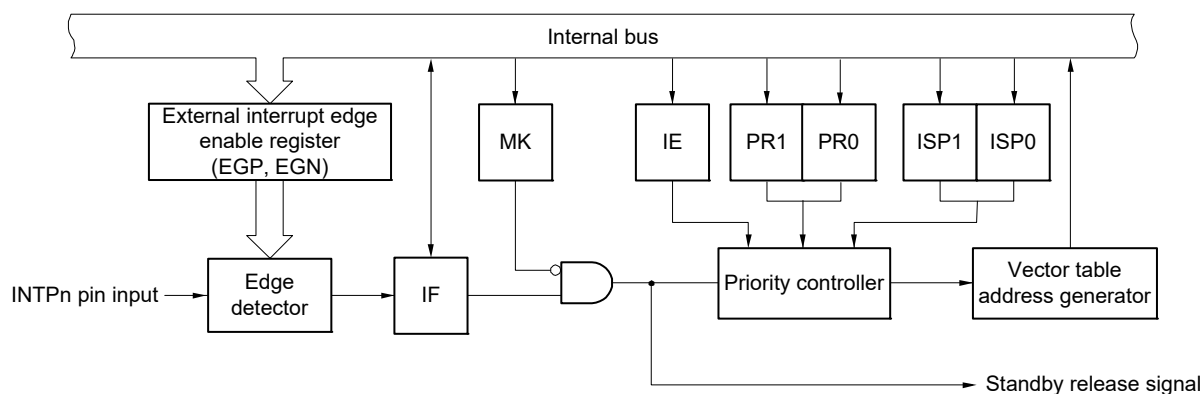 Internal bus
External interrupt edge
enable register
(EGP, EGN)
MK
IE
PR1
PR0
ISP1
ISP0
INTPn pin input
Edge
detector
IF
Priority controller
Vector table
address generator
Standby release signal